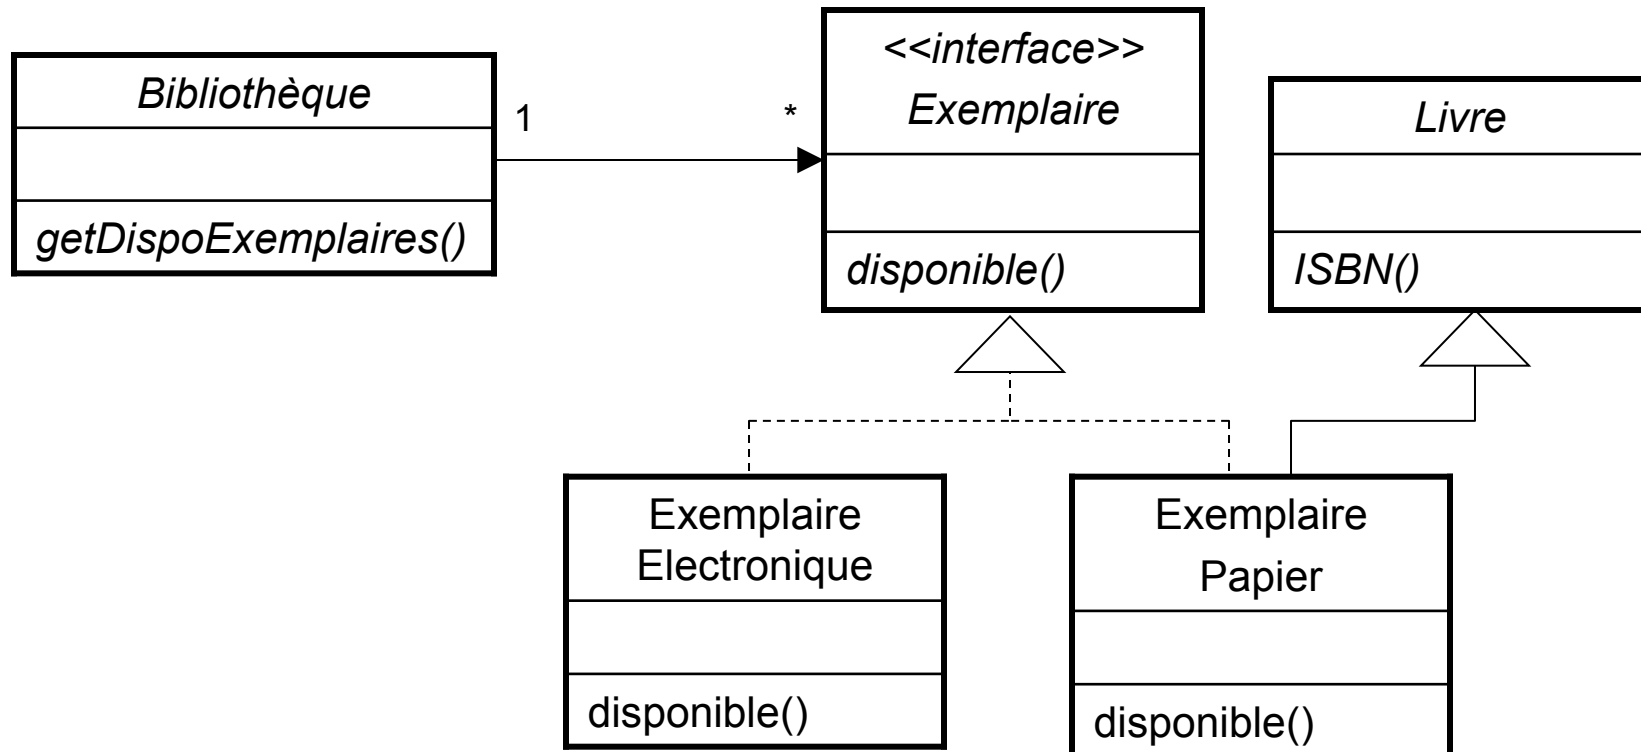 Bibliothèque
getDispoExemplaires()
1
*
<<interface>>
Exemplaire
disponible()
Livre
ISBN()
Exemplaire
Electronique
disponible()
Exemplaire
Papier
disponible()